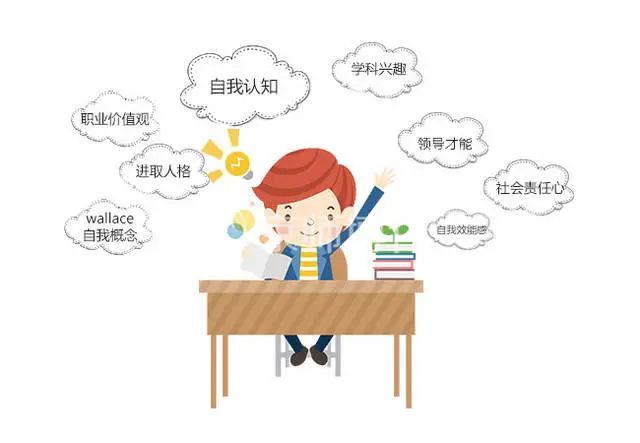 自我认知
学科兴趣
职业价值观
领导才能
进取人格
社会责任心
wallace
自我概念
自我效能感